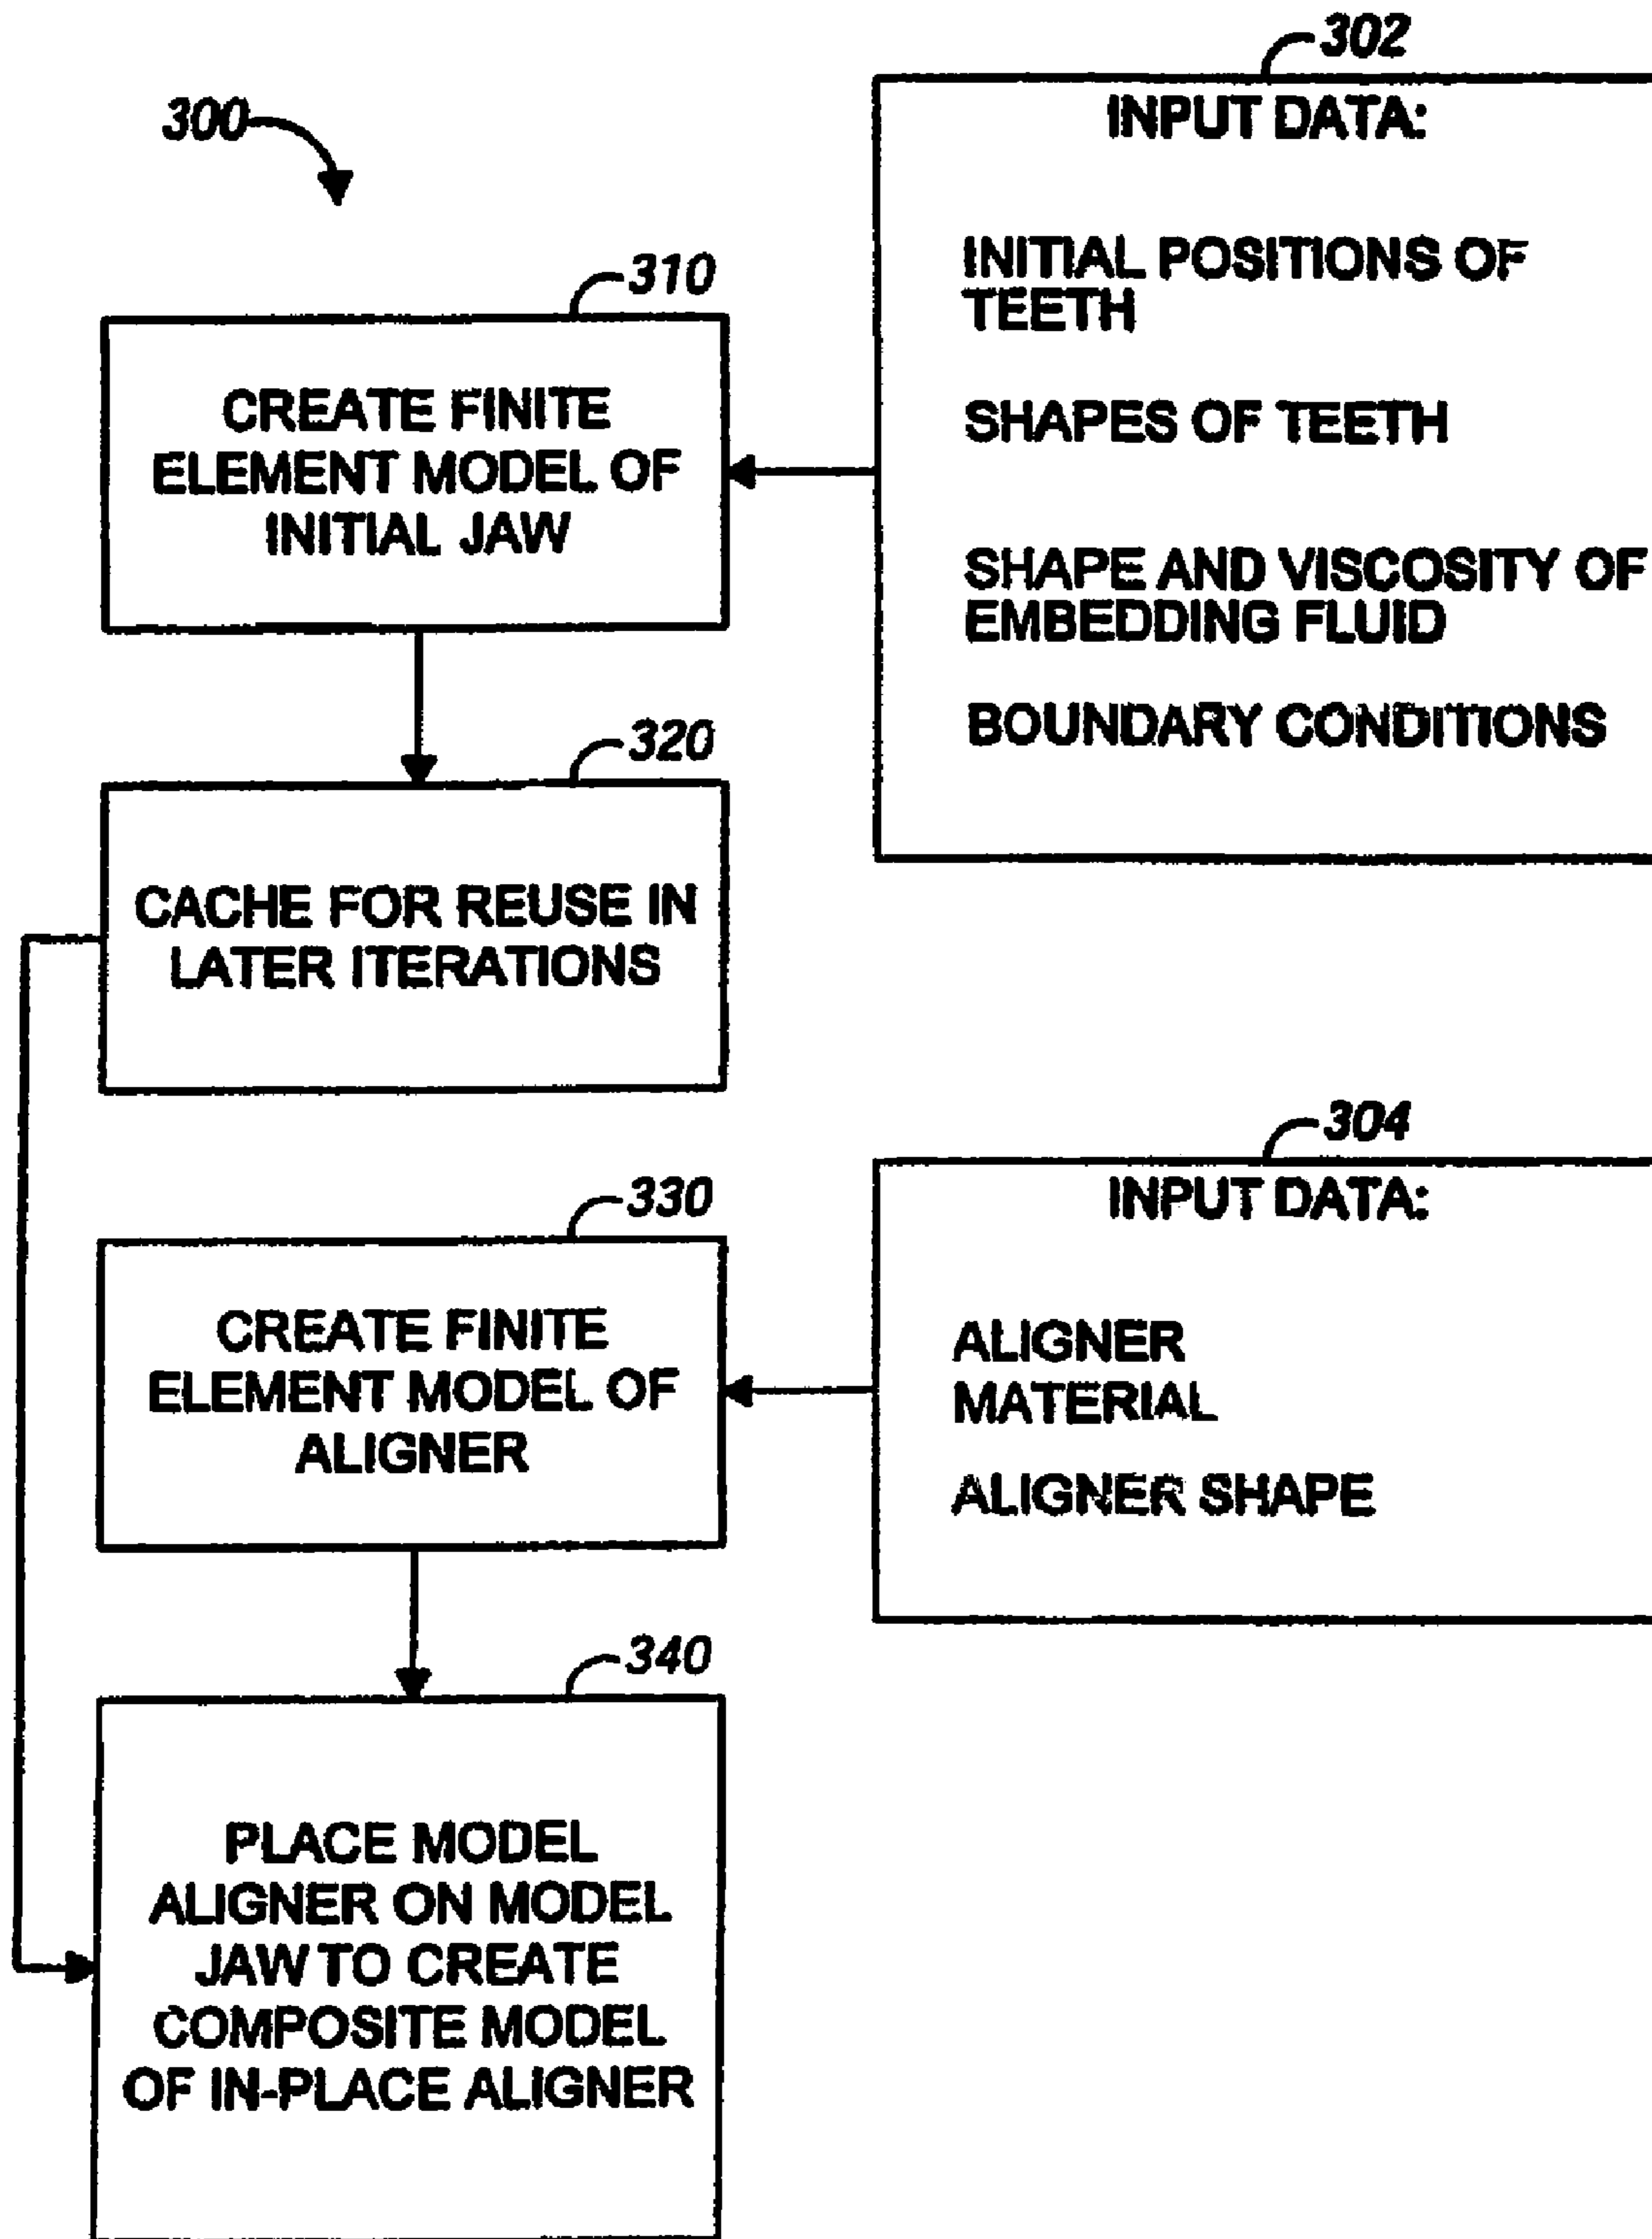 300
302
INPUT DATA:
INITIAL POSITIONS OF
TEETH
SHAPES OF TEETH
SHAPE AND VISCOSITY OF
EMBEDDING FLUID
BOUNDARY CONDITIONS
310
CREATE FINITE
ELEMENT MODEL OF
INITIAL JAW
320
CACHE FOR REUSE IN
LATER ITERATIONS
304
INPUT DATA:
ALIGNER
MATERIAL
ALIGNER SHAPE
330
CREATE FINITE
ELEMENT MODEL OF
ALIGNER
340
PLACE MODEL
ALIGNER ON MODEL
JAW TO CREATE
COMPOSITE MODEL
OF IN-PLACE ALIGNER